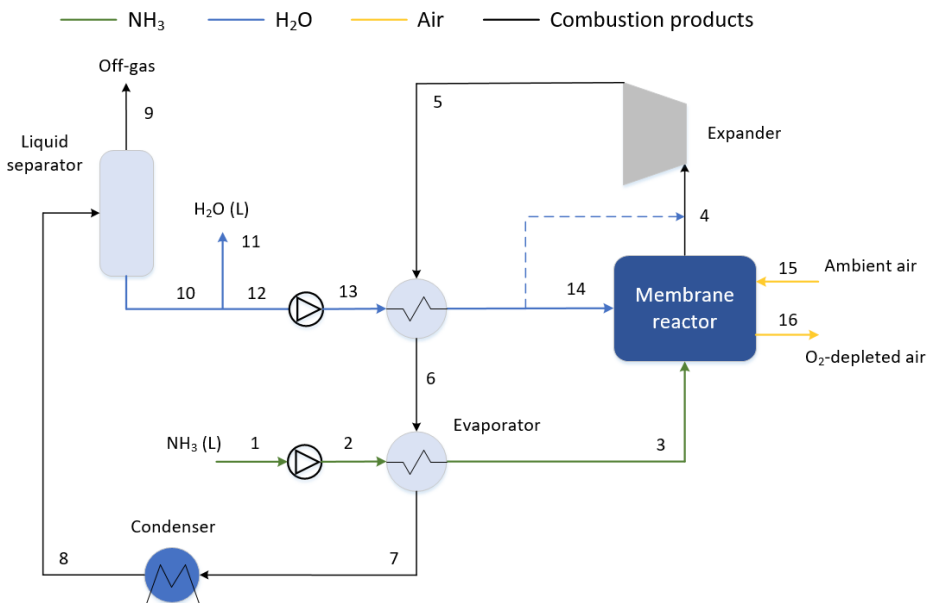 NH₃ H₂O Air Combustion products
Off-gas
9
5
Liquid
separator
Expander
H₂O (L)
4
11
15
Ambient air
10
12
13
14
Membrane
reactor
16
O₂-depleted air
6
Evaporator
NH₃ (L)
1
2
3
Condenser
8
7